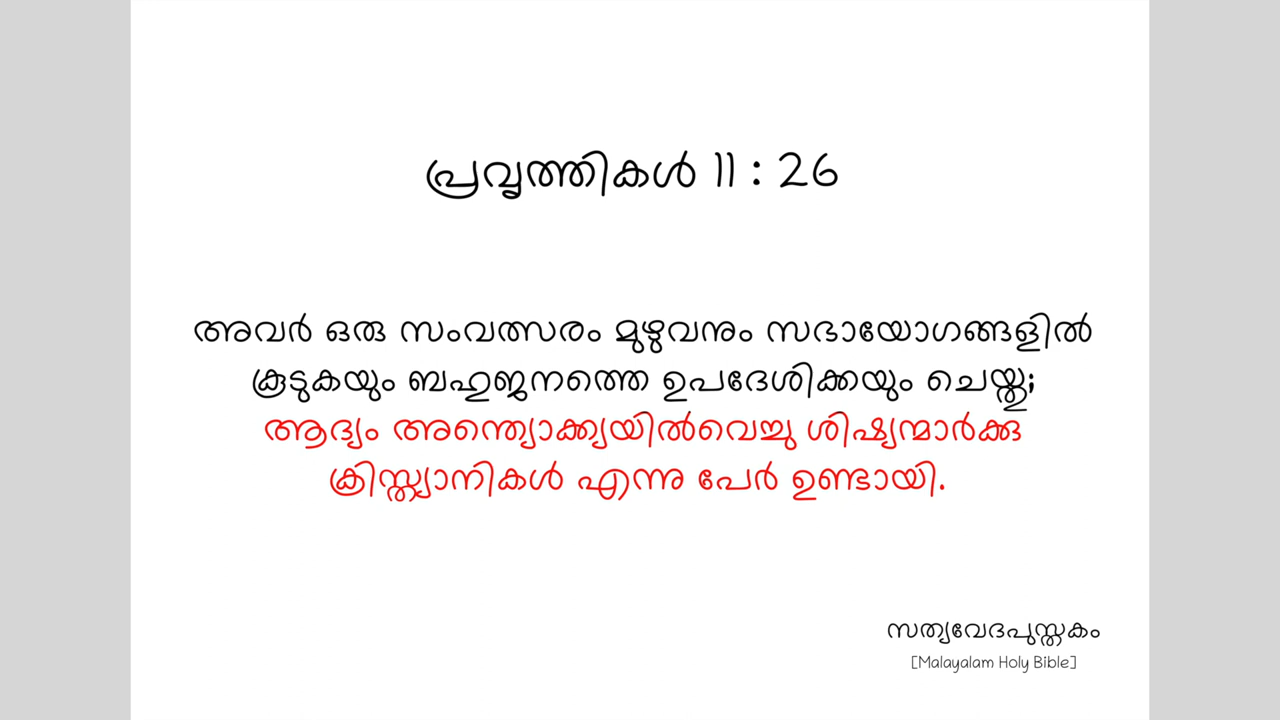 പ്രവൃത്തികൾ 11 : 26
അവർ ഒരു സംവത്സരം മുഴുവനും സഭായോഗങ്ങളിൽ
കൂടുകയും ബഹുജനത്തെ ഉപദേശിക്കയും ചെയ്തു;
ആദ്യം അന്ത്യൊക്ക്യയിൽവെച്ചു ശിഷ്യന്മാർക്കു
ക്രിസ്ത്യാനികൾ എന്നു പേർ ഉണ്ടായി.
സത്യവേദപുസ്തകം
[Malayalam Holy Bible]